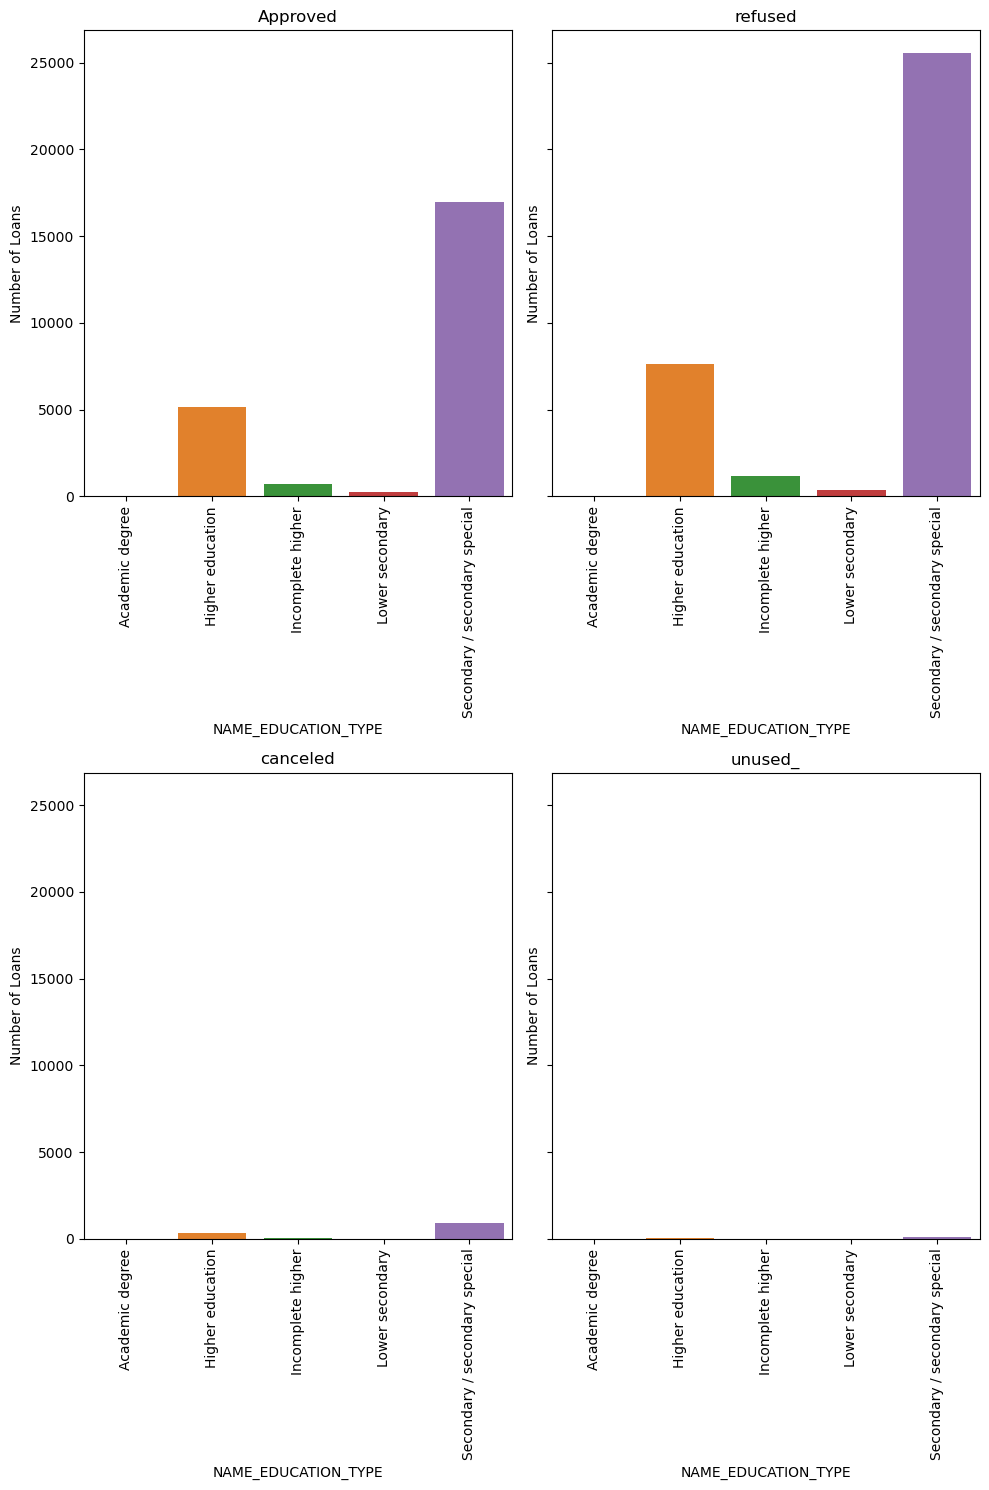 Approved
Number of Loans
25000
20000
15000
10000
5000
0
Academic degree
Higher education
Incomplete higher
Lower secondary
Secondary / secondary special
NAME_EDUCATION_TYPE
refused
Number of Loans
Academic degree
Higher education
Incomplete higher
Lower secondary
Secondary / secondary special
NAME_EDUCATION_TYPE
canceled
Number of Loans
25000
20000
15000
10000
5000
0
Academic degree
Higher education
Incomplete higher
Lower secondary
Secondary / secondary special
NAME_EDUCATION_TYPE
unused_
Number of Loans
Academic degree
Higher education
Incomplete higher
Lower secondary
Secondary / secondary special
NAME_EDUCATION_TYPE